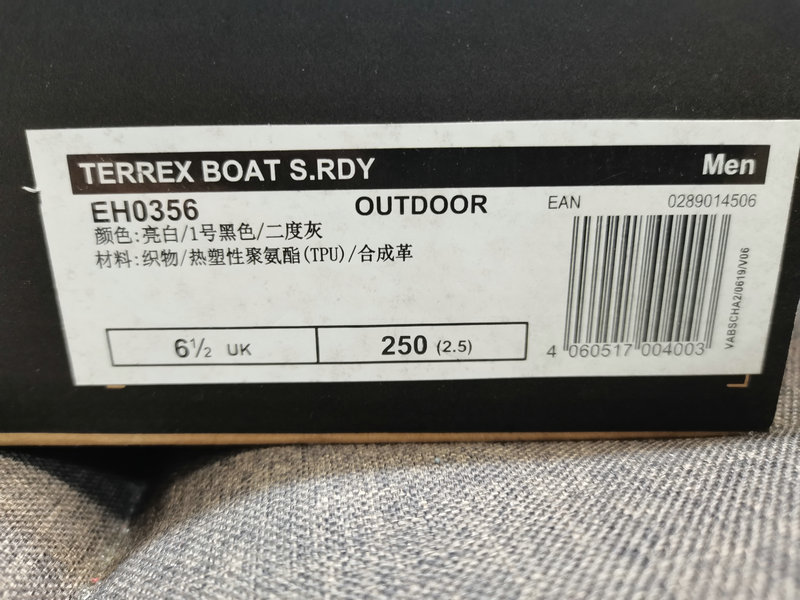 TERREX BOAT S.RDY Men
EH0356 OUTDOOR EAN 0289014506
颜色:亮白/1号黑色/二度灰
材料:织物/热塑性聚氨酯(TPU)/合成革
6½ UK 250 (2.5)
4 060517 004003
VABSCHA2/0619/V06